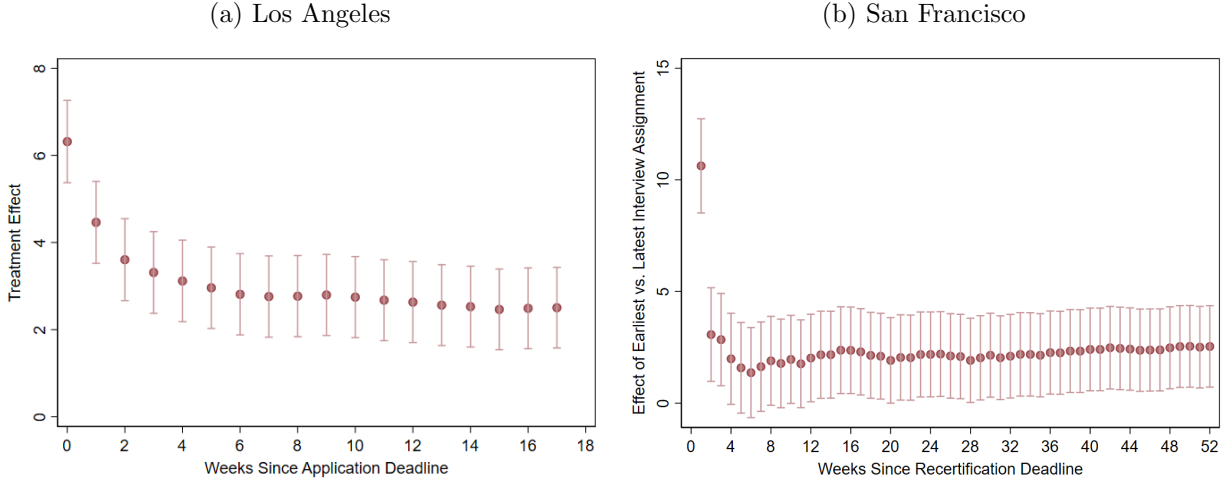 (a) Los Angeles
Treatment Effect
8
6
4
2
0
0 2 4 6 8 10 12 14 16 18
Weeks Since Application Deadline
(b) San Francisco
Effect of Earliest vs. Latest Interview Assignment
15
10
5
0
0 4 8 12 16 20 24 28 32 36 40 44 48 52
Weeks Since Recertification Deadline